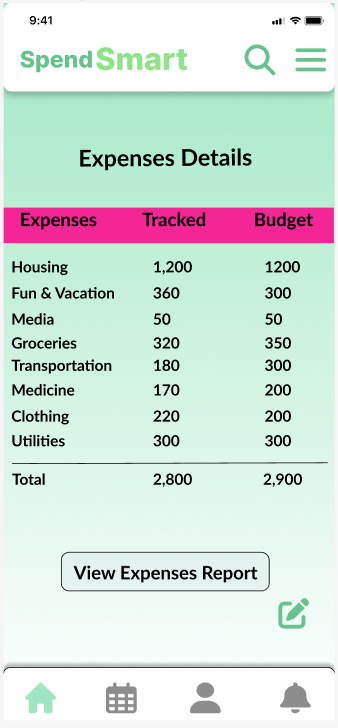 9:41
SpendSmart
Expenses Details
Expenses Tracked Budget
Housing 1,200 1200
Fun & Vacation 360 300
Media 50 50
Groceries 320 350
Transportation 180 300
Medicine 170 200
Clothing 220 200
Utilities 300 300
Total 2,800 2,900
View Expenses Report